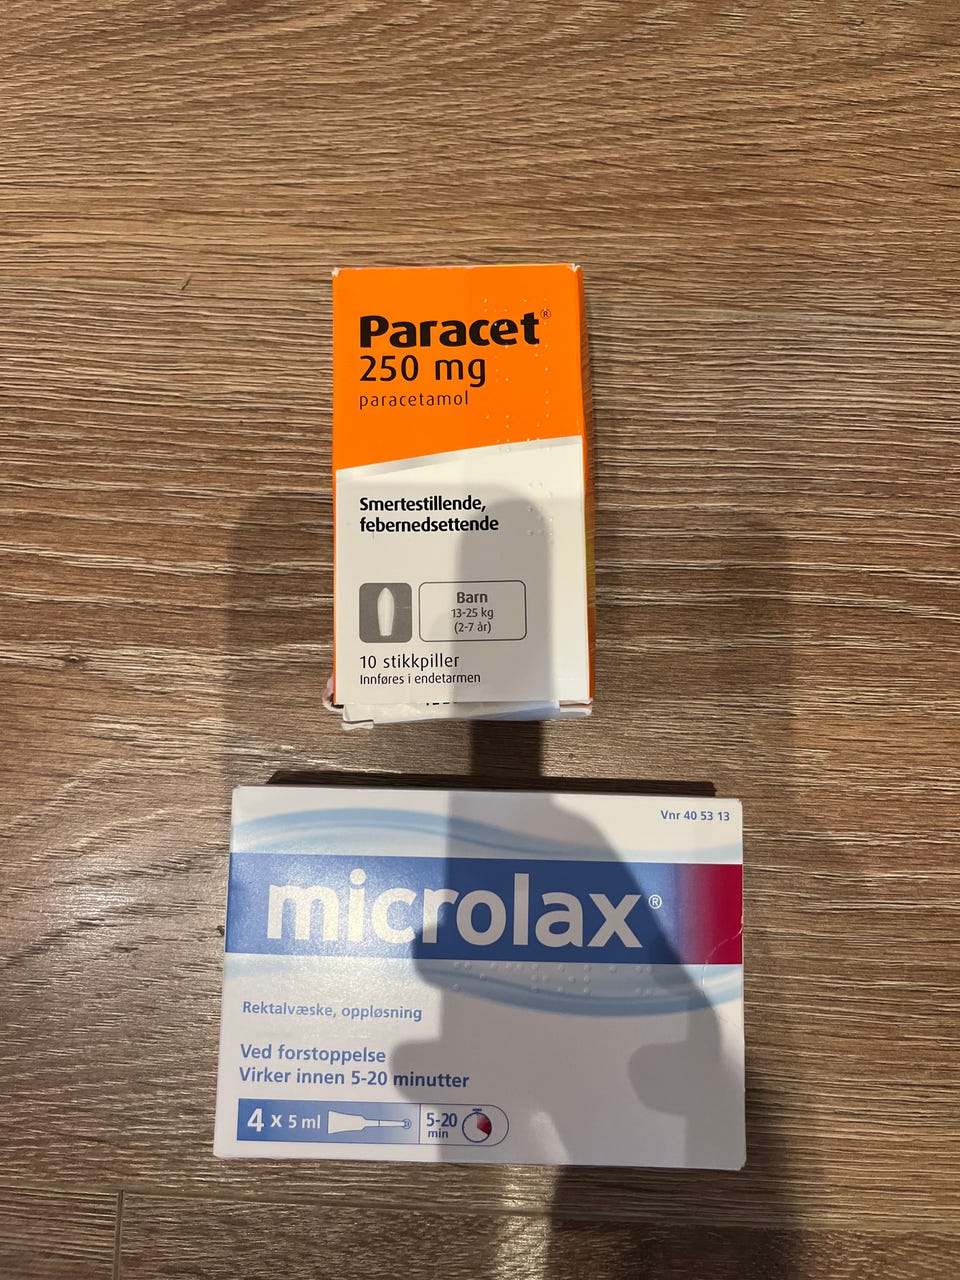 Paracet®
250 mg
paracetamol
Smertestillende,
febernedsettende
Barn
13-25 kg
(2-7 år)
10 stikkpiller
Innføres i endetarmen
Vnr 40 53 13
microlax®
Rektalvæske, oppløsning
Ved forstoppelse
Virker innen 5-20 minutter
4 x 5 ml
5-20
min